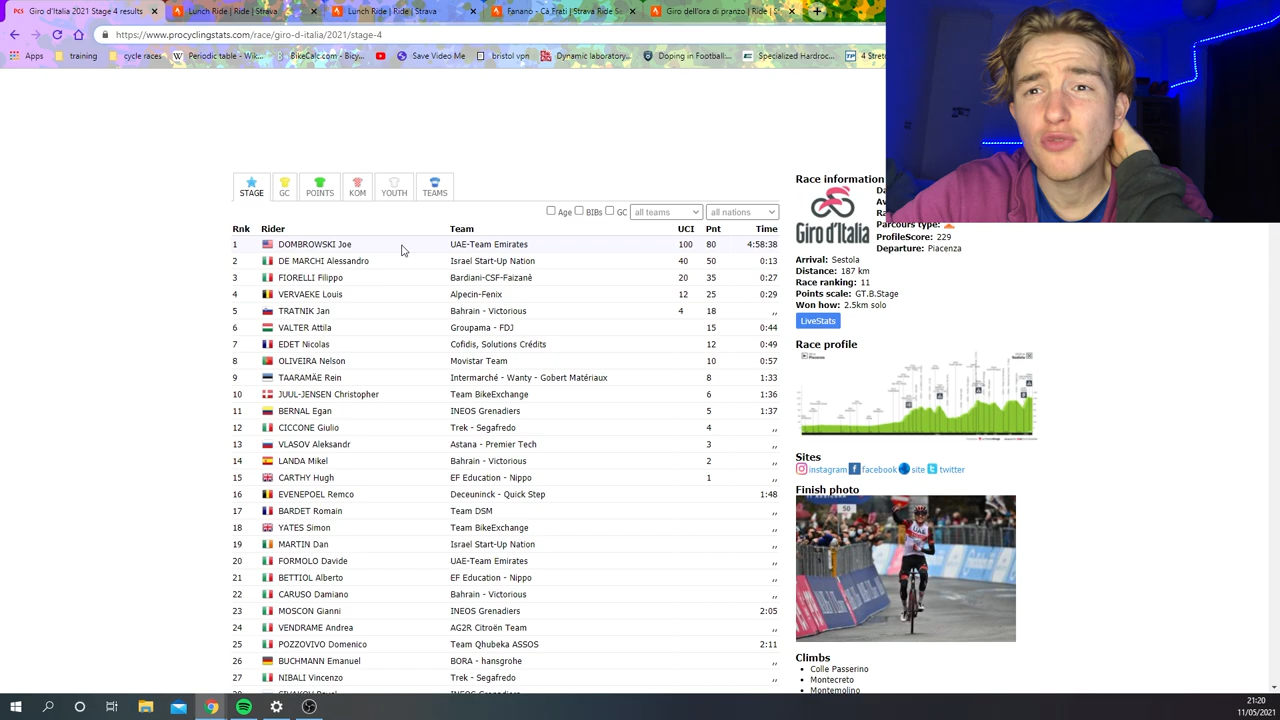 Giro d'Italia 2021 Stage 4
Lunch Ride | Ride | Strava
Lunch Ride | Ride | Strava
Fanano - Cà Frati | Strava Ride Se
Giro dell'ora di pranzo | Ride | St
https://www.procyclingstats.com/race/giro-d-italia/2021/stage-4
Apps training cycle races Periodic table - Wik... BikeCalc.com - Bicy... Save Video Me bristol vpn Dynamic laboratory... Doping in Football:... 4 Stret
STAGE GC POINTS KOM YOUTH TEAMS
Age BIBs GC all teams all nations
Rnk Rider Team UCI Pnt Time
1 DOMBROWSKI Joe UAE-Team Emirates 100 80 4:58:38
2 DE MARCHI Alessandro Israel Start-Up Nation 40 50 0:13
3 FIORELLI Filippo Bardiani-CSF-Faizanè 20 35 0:27
4 VERVAEKE Louis Alpecin-Fenix 12 25 0:29
5 TRATNIK Jan Bahrain - Victorious 4 18 ,,
6 VALTER Attila Groupama - FDJ 15 0:44
7 EDET Nicolas Cofidis, Solutions Crédits 12 0:49
8 OLIVEIRA Nelson Movistar Team 10 0:57
9 TAARAMÄE Rein Intermarché - Wanty - Gobert Matériaux 8 1:33
10 JUUL-JENSEN Christopher Team BikeExchange 6 1:36
11 BERNAL Egan INEOS Grenadiers 5 1:37
12 CICCONE Giulio Trek - Segafredo 4 ,,
13 VLASOV Aleksandr Astana - Premier Tech 3 ,,
14 LANDA Mikel Bahrain - Victorious 2 ,,
15 CARTHY Hugh EF Education - Nippo 1 ,,
16 EVENEPOEL Remco Deceuninck - Quick Step 1:48
17 BARDET Romain Team DSM ,,
18 YATES Simon Team BikeExchange ,,
19 MARTIN Dan Israel Start-Up Nation ,,
20 FORMOLO Davide UAE-Team Emirates ,,
21 BETTIOL Alberto EF Education - Nippo ,,
22 CARUSO Damiano Bahrain - Victorious ,,
23 MOSCON Gianni INEOS Grenadiers 2:05
24 VENDRAME Andrea AG2R Citroën Team ,,
25 POZZOVIVO Domenico Team Qhubeka ASSOS 2:11
26 BUCHMANN Emanuel BORA - hansgrohe ,,
27 NIBALI Vincenzo Trek - Segafredo ,,
Race information
Giro d'Italia
Parcours type:
ProfileScore: 229
Departure: Piacenza
Arrival: Sestola
Distance: 187 km
Race ranking: 11
Points scale: GT.B.Stage
Won how: 2.5km solo
LiveStats
Race profile
Sites
instagram facebook site twitter
Finish photo
50
UAE
Climbs
Colle Passerino
Montecreto
Montemolino
21:20
11/05/2021